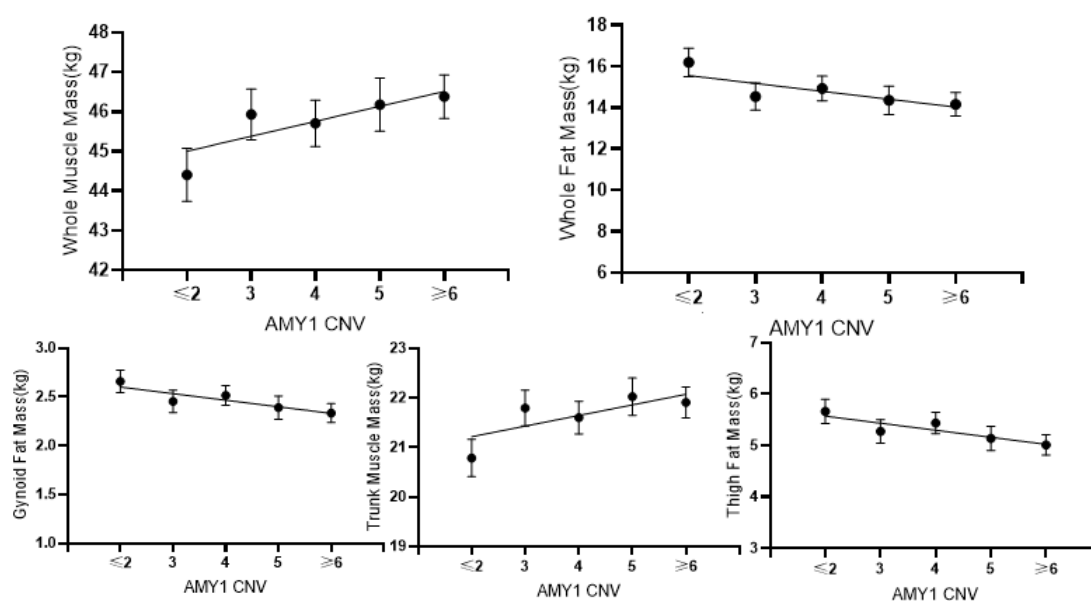 Whole Muscle Mass(kg)
48
47
46
45
44
43
42
≤2 3 4 5 ≥6
AMY1 CNV
Whole Fat Mass(kg)
18
16
14
12
10
8
6
≤2 3 4 5 ≥6
AMY1 CNV
Gynoid Fat Mass(kg)
3.0
2.5
2.0
1.5
1.0
≤2 3 4 5 ≥6
AMY1 CNV
Trunk Muscle Mass(kg)
23
22
21
20
19
≤2 3 4 5 ≥6
AMY1 CNV
Thigh Fat Mass(kg)
7
6
5
4
3
≤2 3 4 5 ≥6
AMY1 CNV